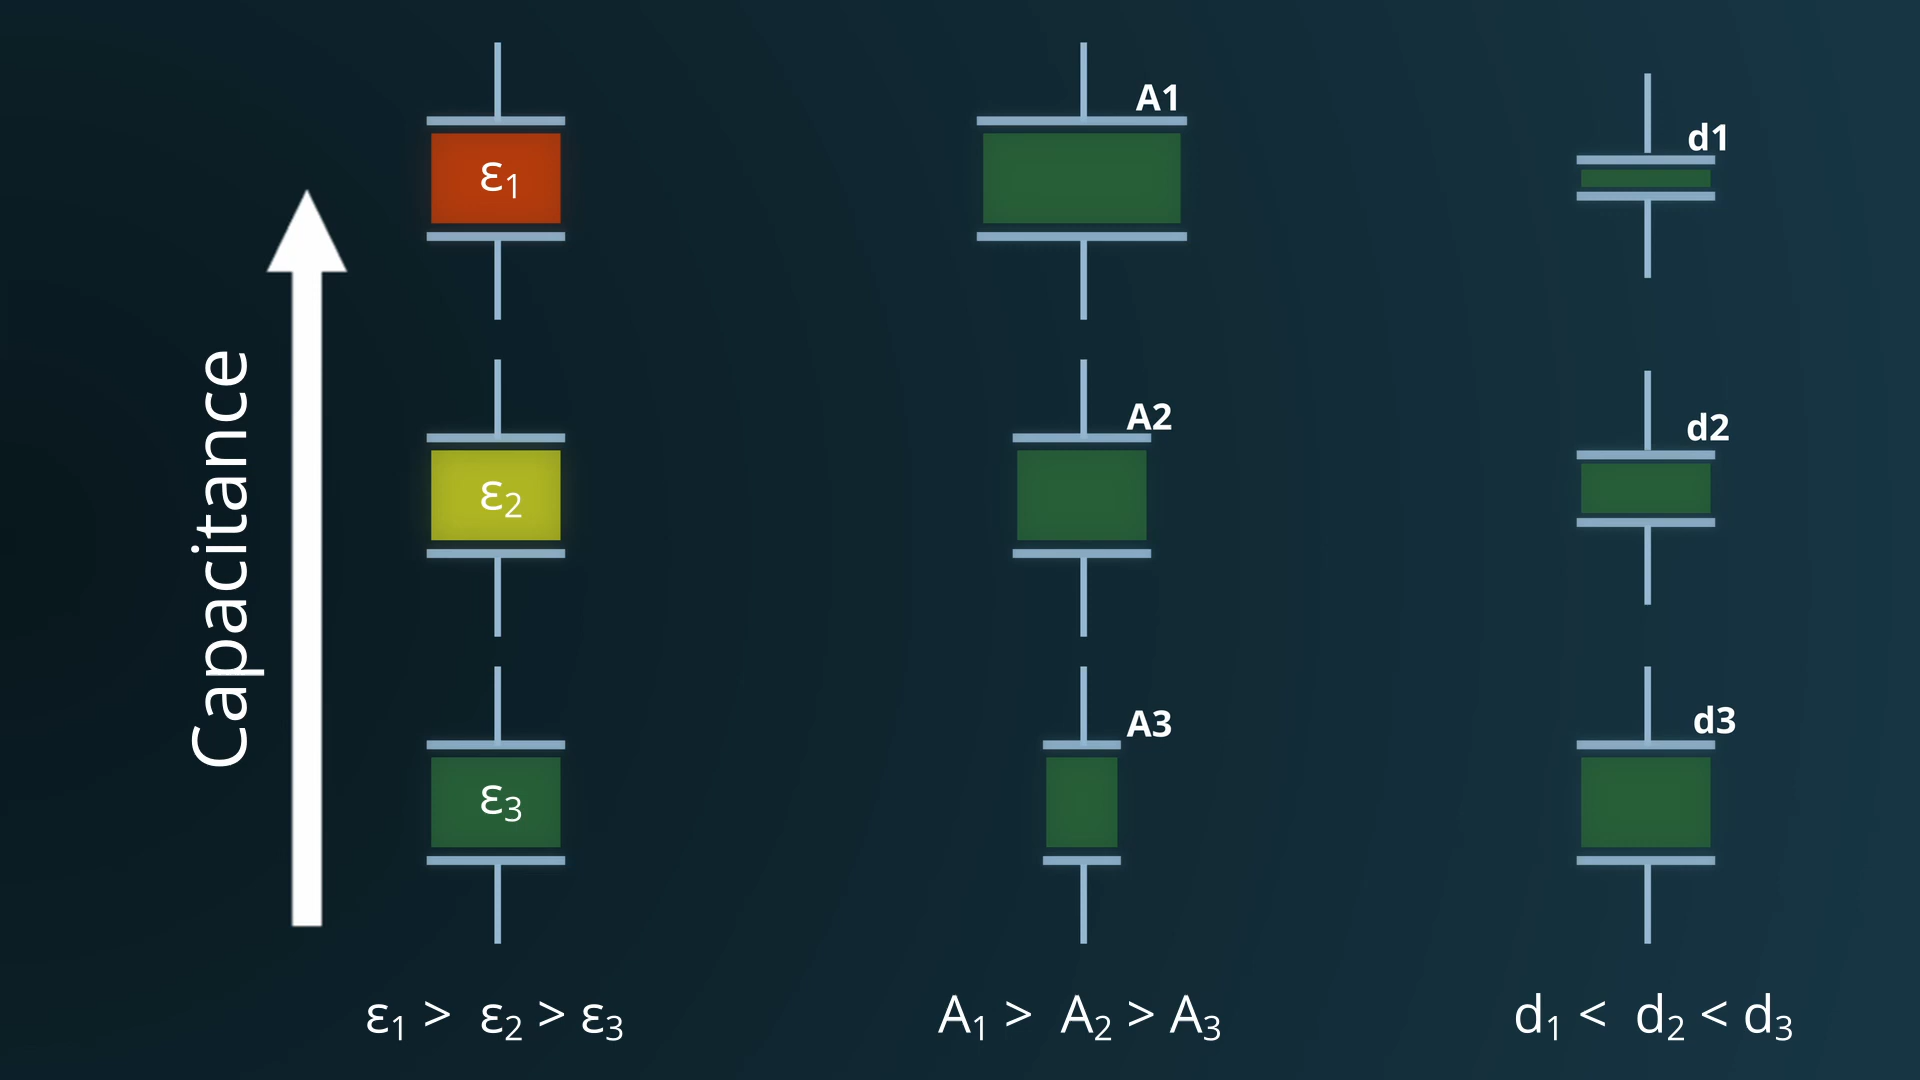 Capacitance
ε₁
ε₂
ε₃
ε₁ > ε₂ > ε₃
A1
A2
A3
A₁ > A₂ > A₃
d1
d2
d3
d₁ < d₂ < d₃